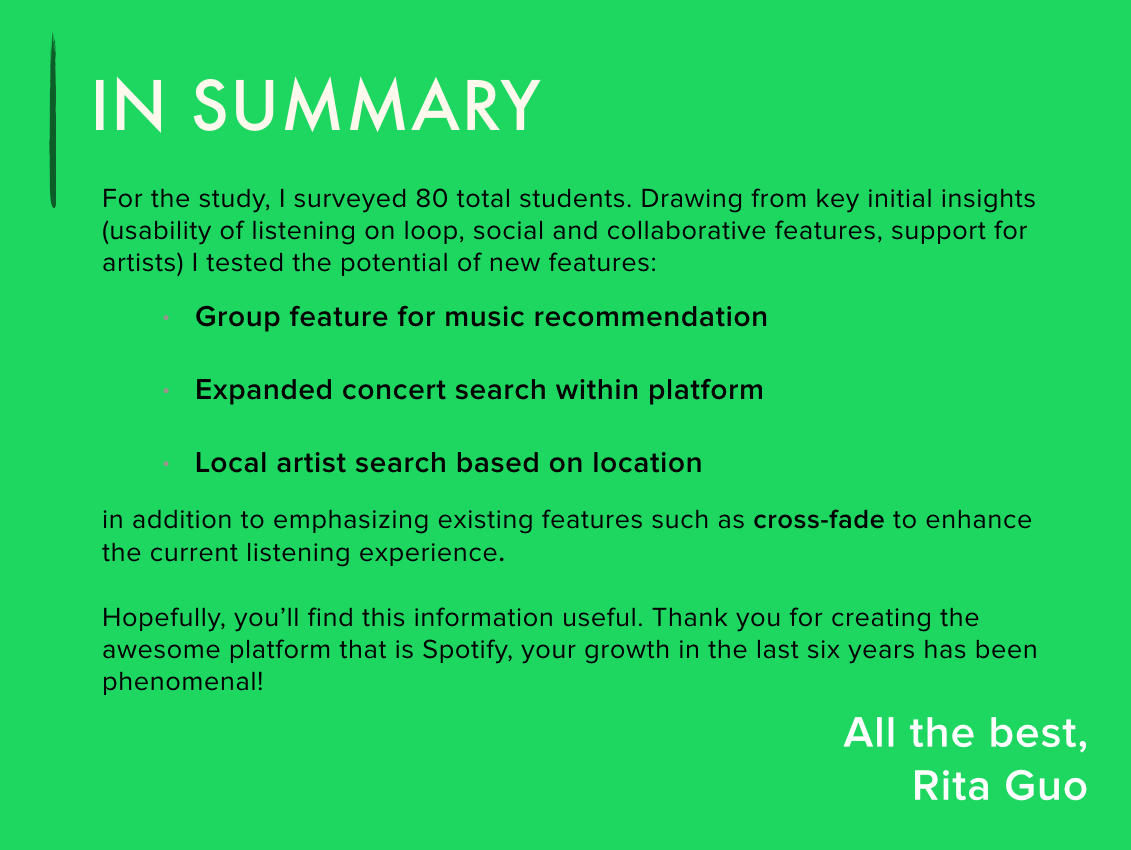 IN SUMMARY
For the study, I surveyed 80 total students. Drawing from key initial insights
(usability of listening on loop, social and collaborative features, support for
artists) I tested the potential of new features:
• Group feature for music recommendation
• Expanded concert search within platform
• Local artist search based on location
in addition to emphasizing existing features such as cross-fade to enhance
the current listening experience.
Hopefully, you’ll find this information useful. Thank you for creating the
awesome platform that is Spotify, your growth in the last six years has been
phenomenal!
All the best,
Rita Guo